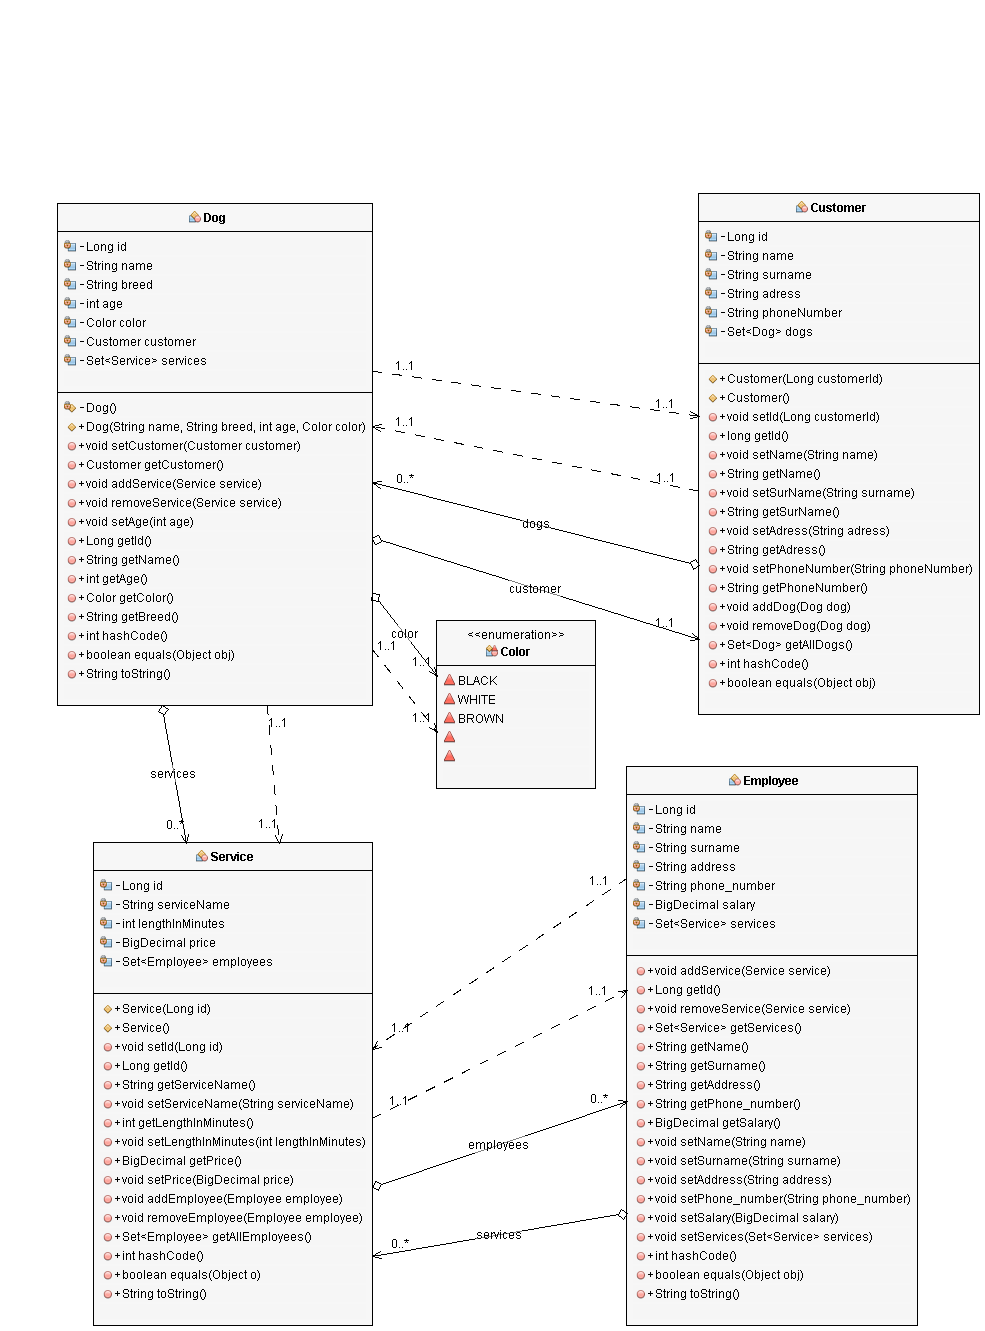 Dog
-Long id
-String name
-String breed
-int age
-Color color
-Customer customer
-Set<Service> services
-Dog()
+Dog(String name, String breed, int age, Color color)
+void setCustomer(Customer customer)
+Customer getCustomer()
+void addService(Service service)
+void removeService(Service service)
+void setAge(int age)
+Long getId()
+String getName()
+int getAge()
+Color getColor()
+String getBreed()
+int hashCode()
+boolean equals(Object obj)
+String toString()
Customer
-Long id
-String name
-String surname
-String adress
-String phoneNumber
-Set<Dog> dogs
+Customer(Long customerId)
+Customer()
+void setId(Long customerId)
+long getId()
+void setName(String name)
+String getName()
+void setSurName(String surname)
+String getSurName()
+void setAdress(String adress)
+String getAdress()
+void setPhoneNumber(String phoneNumber)
+String getPhoneNumber()
+void addDog(Dog dog)
+void removeDog(Dog dog)
+Set<Dog> getAllDogs()
+int hashCode()
+boolean equals(Object obj)
1..1
1..1
1..1
1..1
0..*
dogs
customer
1..1
color
1..1
1..1
1..1
<<enumeration>>
Color
BLACK
WHITE
BROWN
services
0..*
1..1
1..1
Service
-Long id
-String serviceName
-int lengthInMinutes
-BigDecimal price
-Set<Employee> employees
+Service(Long id)
+Service()
+void setId(Long id)
+Long getId()
+String getServiceName()
+void setServiceName(String serviceName)
+int getLengthInMinutes()
+void setLengthInMinutes(int lengthInMinutes)
+BigDecimal getPrice()
+void setPrice(BigDecimal price)
+void addEmployee(Employee employee)
+void removeEmployee(Employee employee)
+Set<Employee> getAllEmployees()
+int hashCode()
+boolean equals(Object o)
+String toString()
Employee
-Long id
-String name
-String surname
-String address
-String phone_number
-BigDecimal salary
-Set<Service> services
+void addService(Service service)
+Long getId()
+void removeService(Service service)
+Set<Service> getServices()
+String getName()
+String getSurname()
+String getAddress()
+String getPhone_number()
+BigDecimal getSalary()
+void setName(String name)
+void setSurname(String surname)
+void setAddress(String address)
+void setPhone_number(String phone_number)
+void setSalary(BigDecimal salary)
+void setServices(Set<Service> services)
+int hashCode()
+boolean equals(Object obj)
+String toString()
1..1
1..1
1..1
1..1
0..*
employees
services
0..*